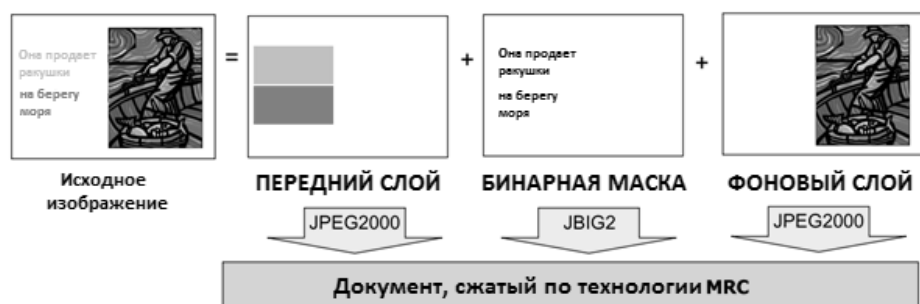 Она продает
ракушки
на берегу
моря
=
+
Она продает
ракушки
на берегу
моря
+
Исходное
изображение
ПЕРЕДНИЙ СЛОЙ
БИНАРНАЯ МАСКА
ФОНОВЫЙ СЛОЙ
JPEG2000
JBIG2
JPEG2000
Документ, сжатый по технологии MRC